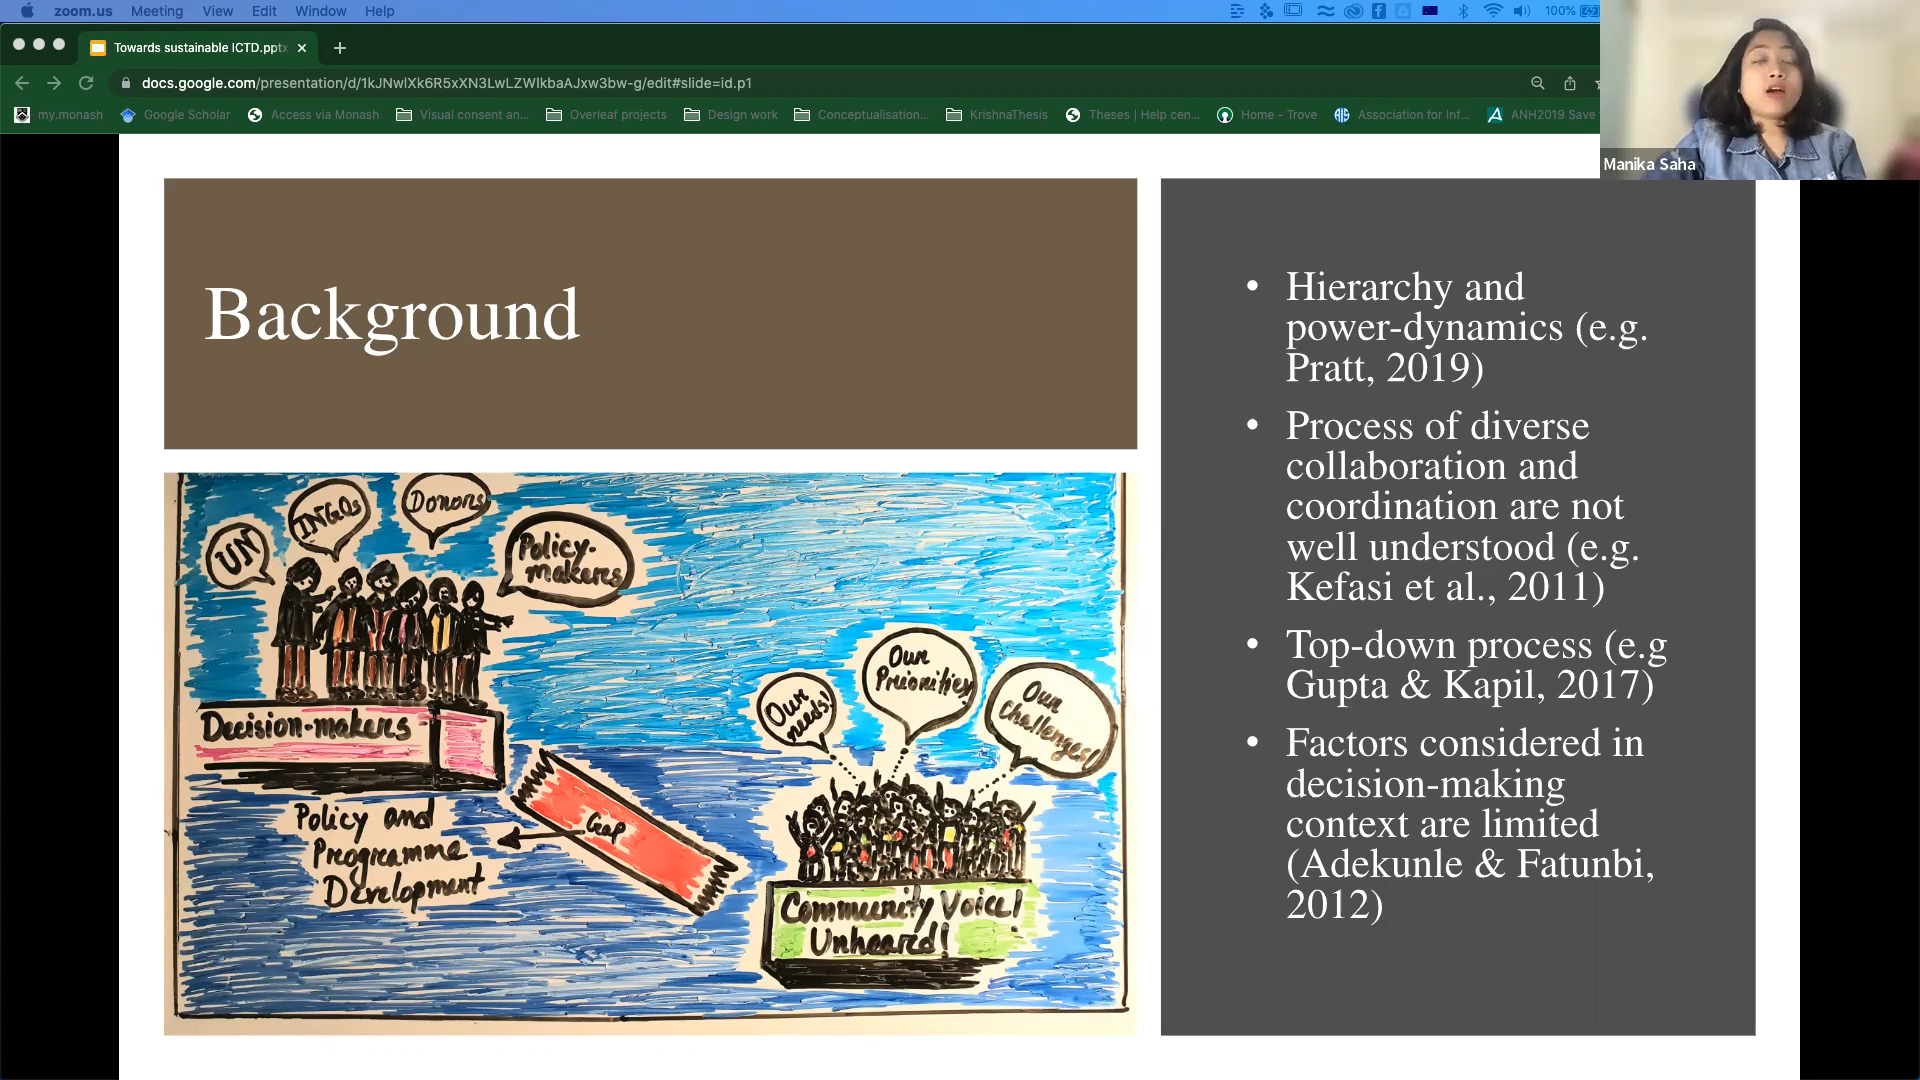 zoom.us Meeting View Edit Window Help 100%
Towards sustainable ICTD.pptx
docs.google.com/presentation/d/1kJNwlXk6R5xXN3LwLZWlkbaAJxw3bw-g/edit#slide=id.p1
my.monash Google Scholar Access via Monash Visual consent an... Overleaf projects Design work Conceptualisation... KrishnaThesis Theses | Help cen... Home - Trove Association for Inf... ANH2019 Save
Manika Saha
Background
UN
INGOs
Donors
Policy-
makers
Decision-makers
Policy and
Programme
Development
Gap
Our
needs!
Our
Priorities
Our
Challenges!
Community Voice!
Unheard!
• Hierarchy and
power-dynamics (e.g.
Pratt, 2019)
• Process of diverse
collaboration and
coordination are not
well understood (e.g.
Kefasi et al., 2011)
• Top-down process (e.g
Gupta & Kapil, 2017)
• Factors considered in
decision-making
context are limited
(Adekunle & Fatunbi,
2012)